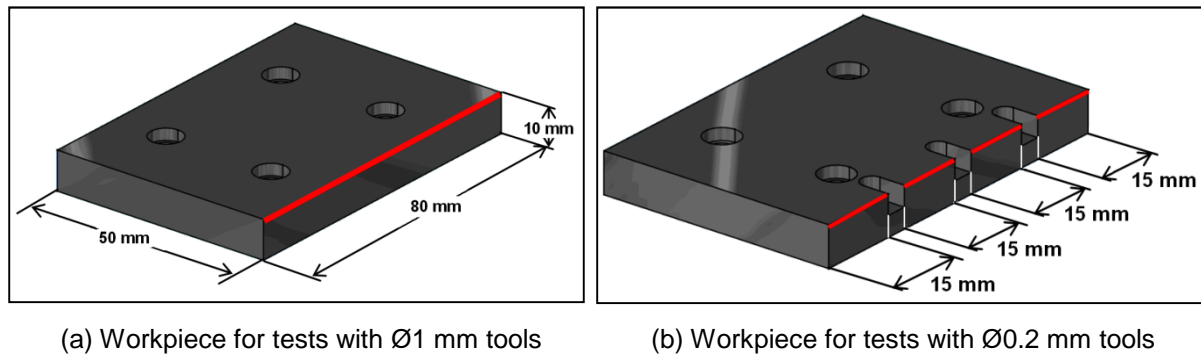 10 mm
80 mm
50 mm
15 mm
15 mm
15 mm
15 mm
(a) Workpiece for tests with Ø1 mm tools
(b) Workpiece for tests with Ø0.2 mm tools